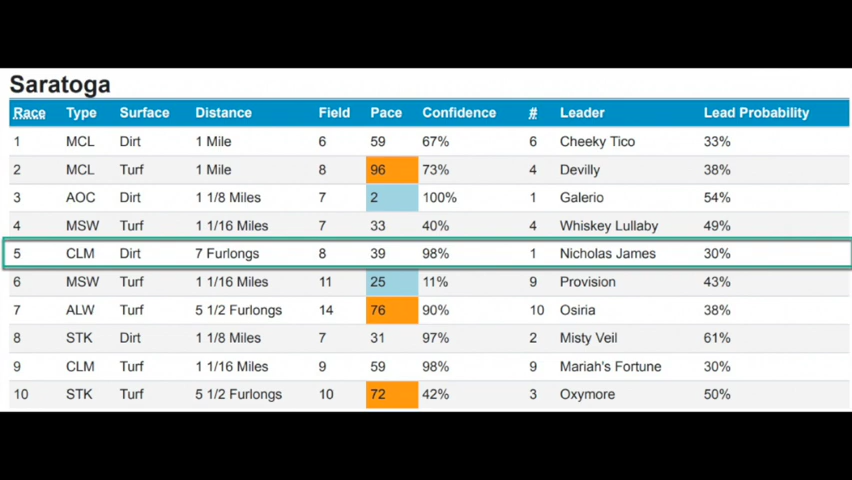 Saratoga
Race Type Surface Distance Field Pace Confidence # Leader Lead Probability
1 MCL Dirt 1 Mile 6 59 67% 6 Cheeky Tico 33%
2 MCL Turf 1 Mile 8 96 73% 4 Devilly 38%
3 AOC Dirt 1 1/8 Miles 7 2 100% 1 Galerio 54%
4 MSW Turf 1 1/16 Miles 7 33 40% 4 Whiskey Lullaby 49%
5 CLM Dirt 7 Furlongs 8 39 98% 1 Nicholas James 30%
6 MSW Turf 1 1/16 Miles 11 25 11% 9 Provision 43%
7 ALW Turf 5 1/2 Furlongs 14 76 90% 10 Osiria 38%
8 STK Dirt 1 1/8 Miles 7 31 97% 2 Misty Veil 61%
9 CLM Turf 1 1/16 Miles 9 59 98% 9 Mariah's Fortune 30%
10 STK Turf 5 1/2 Furlongs 10 72 42% 3 Oxymore 50%